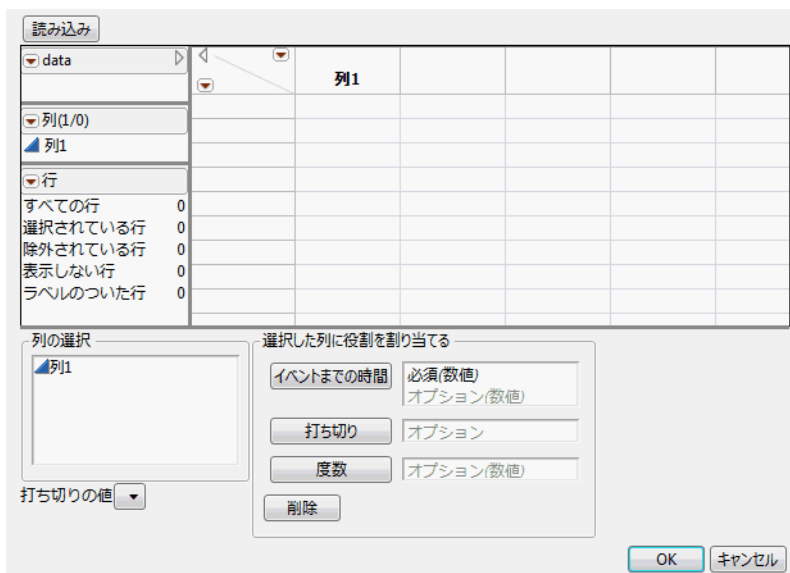 読み込み
data
列1
列(1/0)
列1
行
すべての行 0
選択されている行 0
除外されている行 0
表示しない行 0
ラベルのついた行 0
列の選択
列1
打ち切りの値
選択した列に役割を割り当てる
イベントまでの時間 必須(数値)
オプション(数値)
打ち切り オプション
度数 オプション(数値)
削除
OK キャンセル